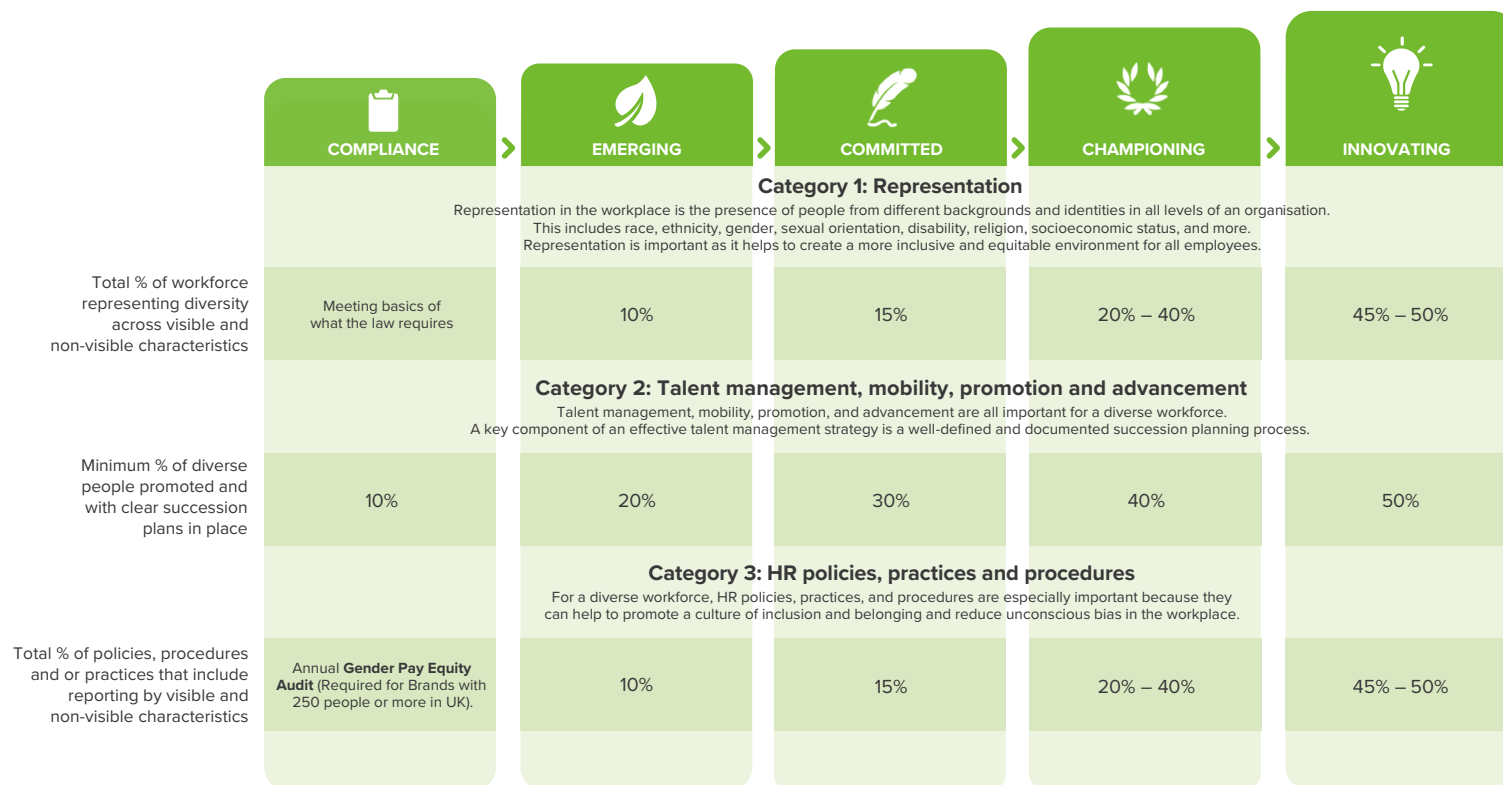 COMPLIANCE
EMERGING
COMMITTED
CHAMPIONING
INNOVATING
Category 1: Representation
Representation in the workplace is the presence of people from different backgrounds and identities in all levels of an organisation.
This includes race, ethnicity, gender, sexual orientation, disability, religion, socioeconomic status, and more.
Representation is important as it helps to create a more inclusive and equitable environment for all employees.
Total % of workforce
representing diversity
across visible and
non-visible characteristics
Meeting basics of
what the law requires
10%
15%
20% – 40%
45% – 50%
Category 2: Talent management, mobility, promotion and advancement
Talent management, mobility, promotion, and advancement are all important for a diverse workforce.
A key component of an effective talent management strategy is a well-defined and documented succession planning process.
Minimum % of diverse
people promoted and
with clear succession
plans in place
10%
20%
30%
40%
50%
Category 3: HR policies, practices and procedures
For a diverse workforce, HR policies, practices, and procedures are especially important because they
can help to promote a culture of inclusion and belonging and reduce unconscious bias in the workplace.
Total % of policies, procedures
and or practices that include
reporting by visible and
non-visible characteristics
Annual Gender Pay Equity
Audit (Required for Brands with
250 people or more in UK).
10%
15%
20% – 40%
45% – 50%